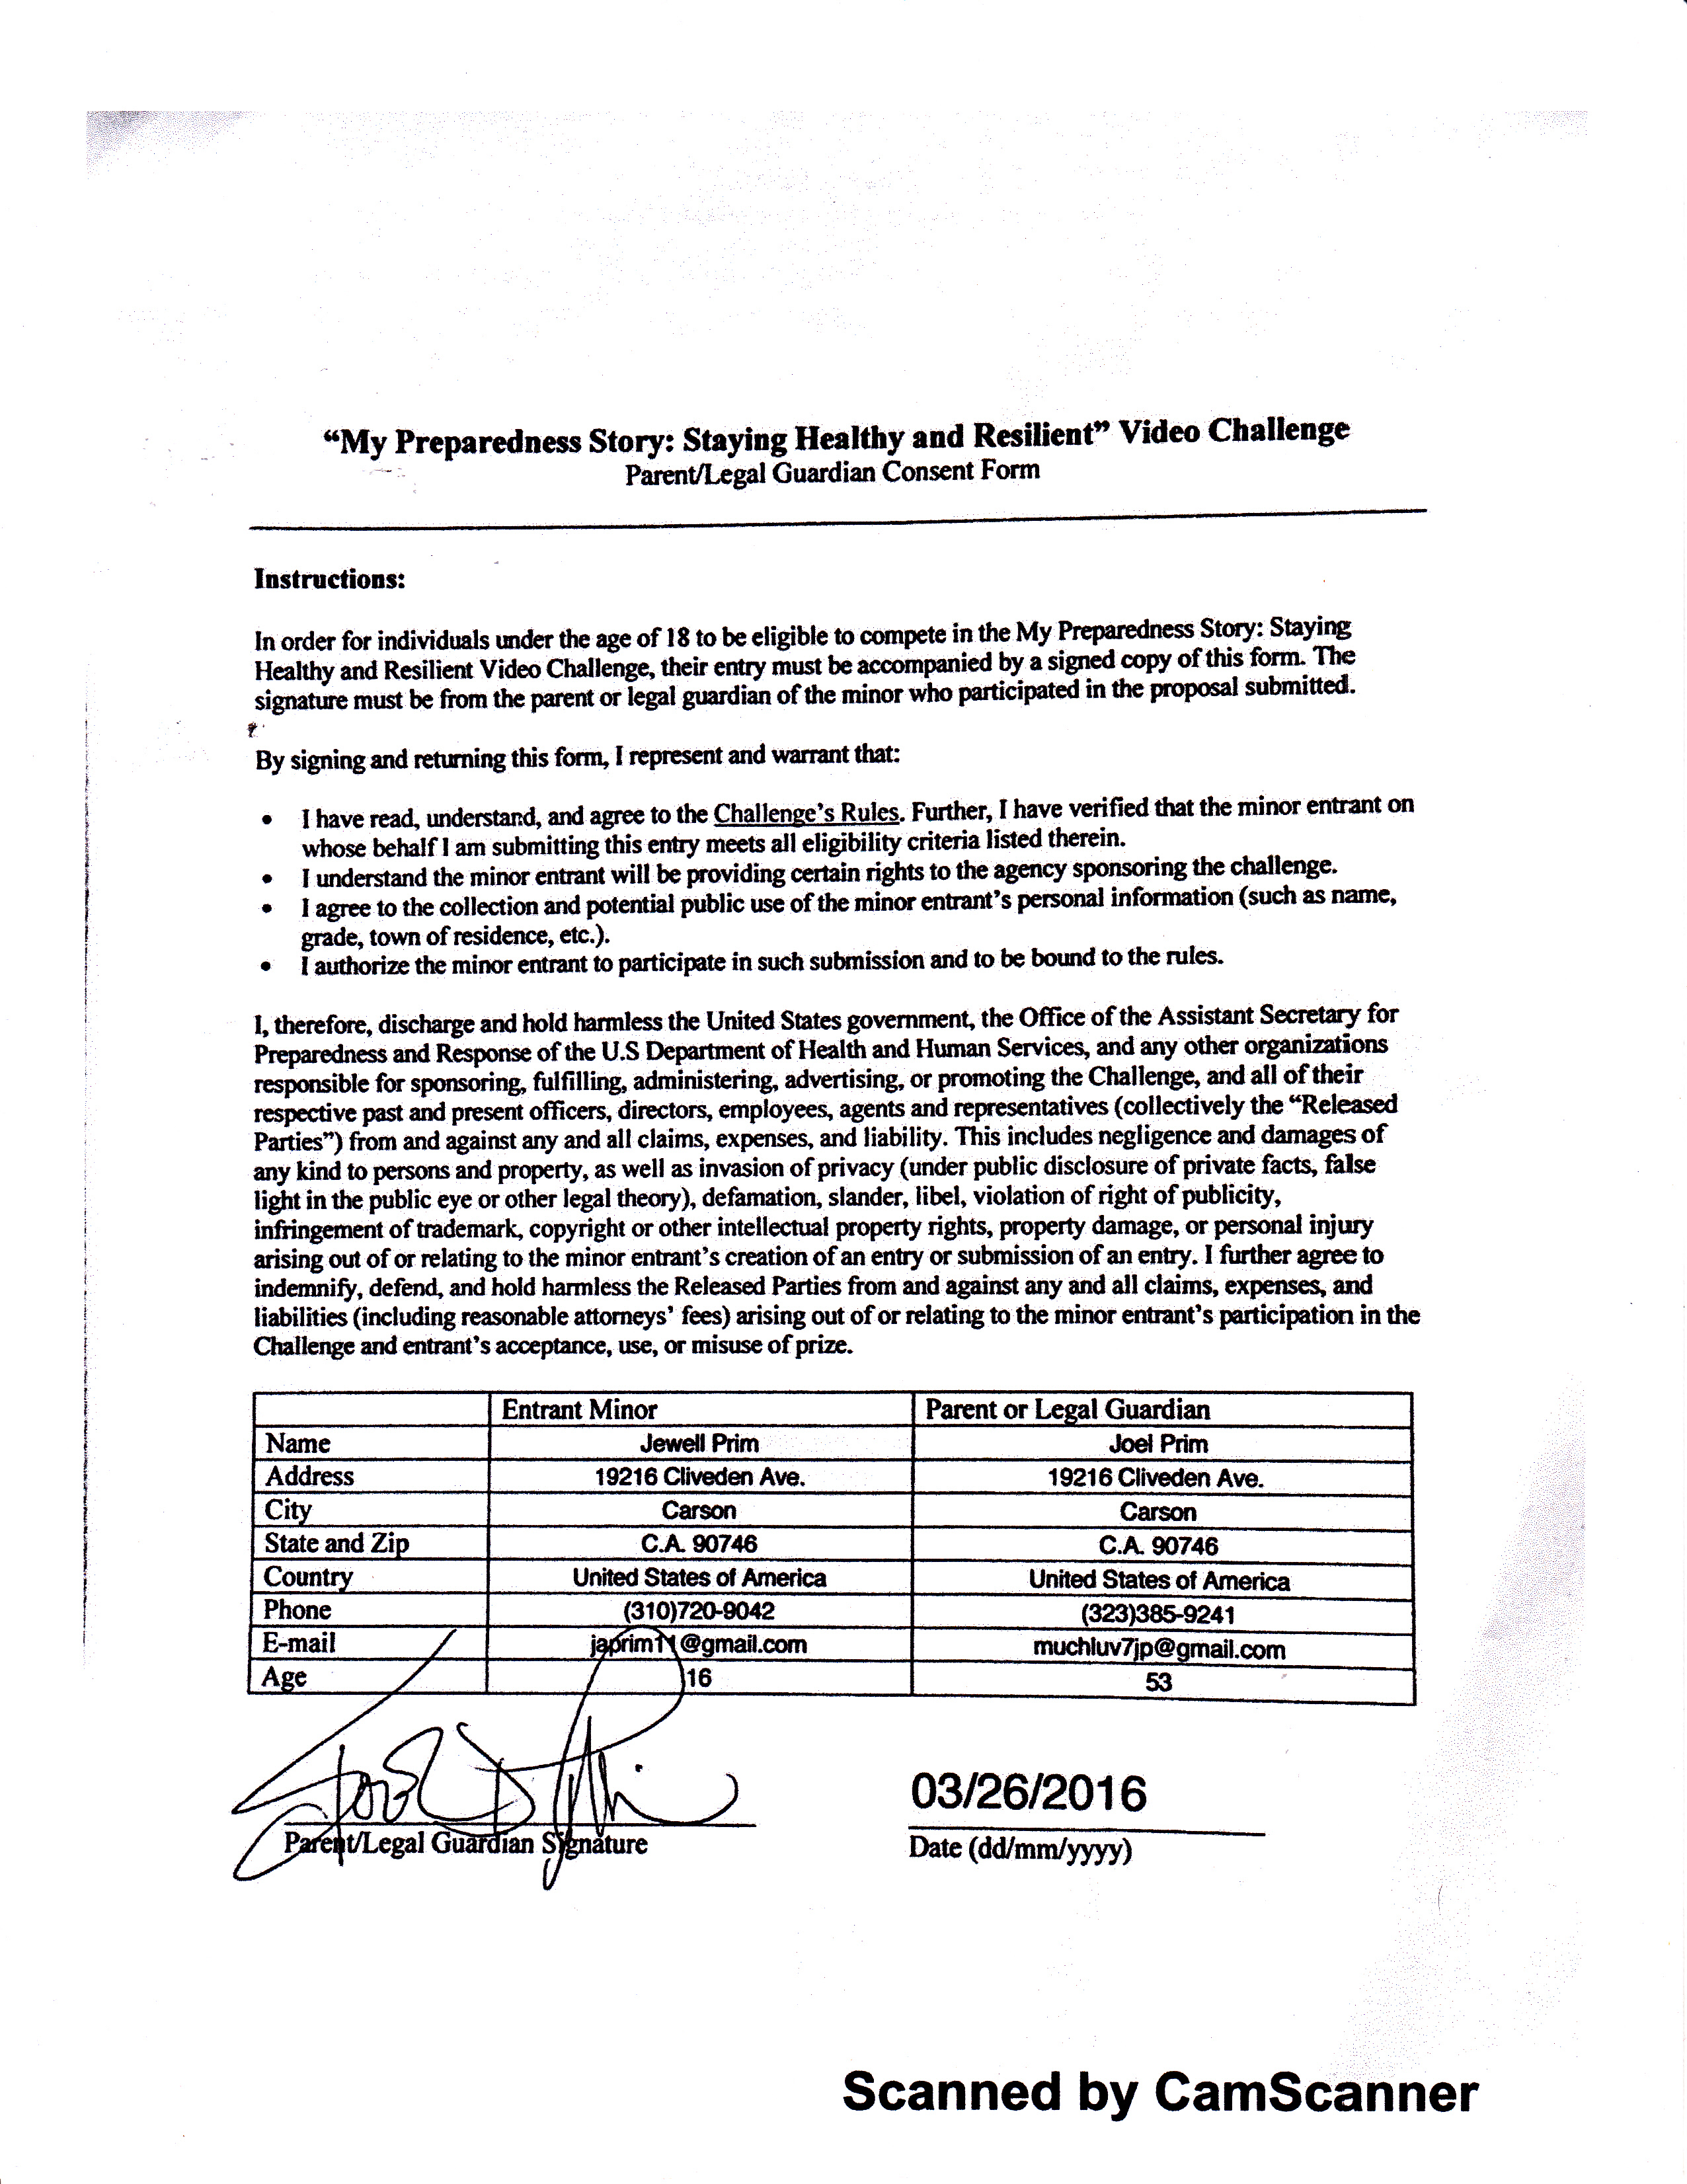 “My Preparedness Story: Staying Healthy and Resilient” Video Challenge
Parent/Legal Guardian Consent Form
Instructions:
In order for individuals under the age of 18 to be eligible to compete in the My Preparedness Story: Staying
Healthy and Resilient Video Challenge, their entry must be accompanied by a signed copy of this form. The
signature must be from the parent or legal guardian of the minor who participated in the proposal submitted.
By signing and returning this form, I represent and warrant that:
• I have read, understand, and agree to the Challenge’s Rules. Further, I have verified that the minor entrant on
whose behalf I am submitting this entry meets all eligibility criteria listed therein.
• I understand the minor entrant will be providing certain rights to the agency sponsoring the challenge.
• I agree to the collection and potential public use of the minor entrant’s personal information (such as name,
grade, town of residence, etc.).
• I authorize the minor entrant to participate in such submission and to be bound to the rules.
I, therefore, discharge and hold harmless the United States government, the Office of the Assistant Secretary for
Preparedness and Response of the U.S Department of Health and Human Services, and any other organizations
responsible for sponsoring, fulfilling, administering, advertising, or promoting the Challenge, and all of their
respective past and present officers, directors, employees, agents and representatives (collectively the “Released
Parties”) from and against any and all claims, expenses, and liability. This includes negligence and damages of
any kind to persons and property, as well as invasion of privacy (under public disclosure of private facts, false
light in the public eye or other legal theory), defamation, slander, libel, violation of right of publicity,
infringement of trademark, copyright or other intellectual property rights, property damage, or personal injury
arising out of or relating to the minor entrant’s creation of an entry or submission of an entry. I further agree to
indemnify, defend, and hold harmless the Released Parties from and against any and all claims, expenses, and
liabilities (including reasonable attorneys’ fees) arising out of or relating to the minor entrant’s participation in the
Challenge and entrant’s acceptance, use, or misuse of prize.
Entrant Minor Parent or Legal Guardian
Name Jewell Prim Joel Prim
Address 19216 Cliveden Ave. 19216 Cliveden Ave.
City Carson Carson
State and Zip C.A. 90746 C.A. 90746
Country United States of America United States of America
Phone (310)720-9042 (323)385-9241
E-mail japrim11@gmail.com muchluv7jp@gmail.com
Age 16 53
03/26/2016
Parent/Legal Guardian Signature Date (dd/mm/yyyy)
Scanned by CamScanner